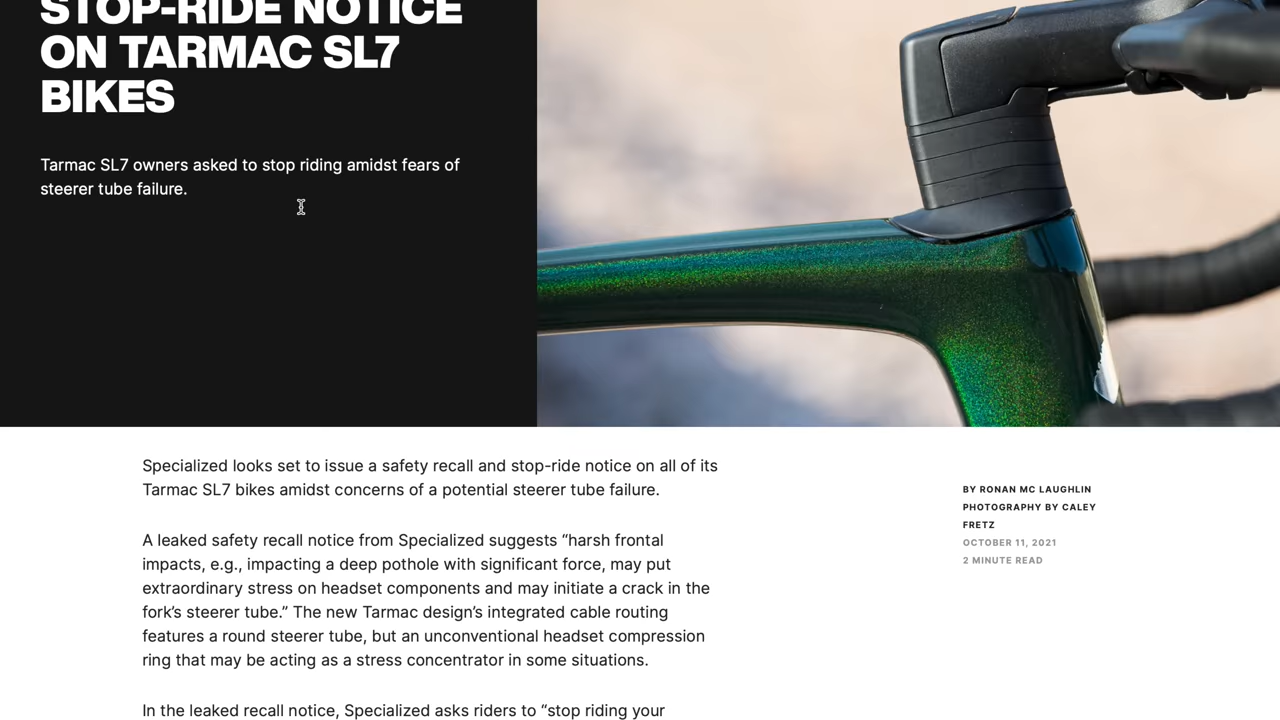 STOP-RIDE NOTICE
ON TARMAC SL7
BIKES
Tarmac SL7 owners asked to stop riding amidst fears of
steerer tube failure.
Specialized looks set to issue a safety recall and stop-ride notice on all of its
Tarmac SL7 bikes amidst concerns of a potential steerer tube failure.
A leaked safety recall notice from Specialized suggests “harsh frontal
impacts, e.g., impacting a deep pothole with significant force, may put
extraordinary stress on headset components and may initiate a crack in the
fork’s steerer tube.” The new Tarmac design’s integrated cable routing
features a round steerer tube, but an unconventional headset compression
ring that may be acting as a stress concentrator in some situations.
In the leaked recall notice, Specialized asks riders to “stop riding your
BY RONAN MC LAUGHLIN
PHOTOGRAPHY BY CALEY
FRETZ
OCTOBER 11, 2021
2 MINUTE READ